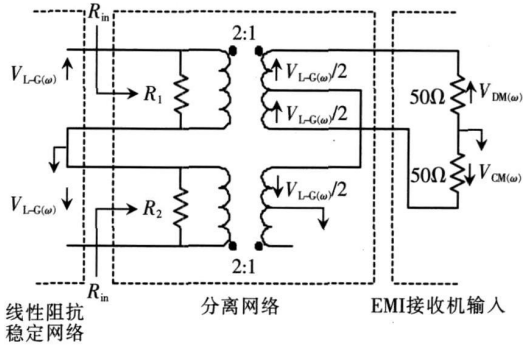 R_in
2:1
V_L-G(ω)
R_1
V_L-G(ω)/2
V_L-G(ω)/2
50Ω
V_DM(ω)
V_L-G(ω)
R_2
V_L-G(ω)/2
50Ω
V_CM(ω)
2:1
R_in
线性阻抗
稳定网络
分离网络
EMI接收机输入